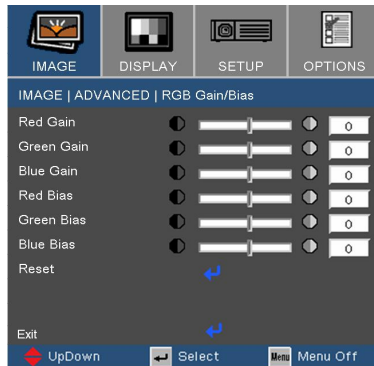 IMAGE DISPLAY SETUP OPTIONS
IMAGE | ADVANCED | RGB Gain/Bias
Red Gain 0
Green Gain 0
Blue Gain 0
Red Bias 0
Green Bias 0
Blue Bias 0
Reset
Exit
UpDown Select Menu Menu Off